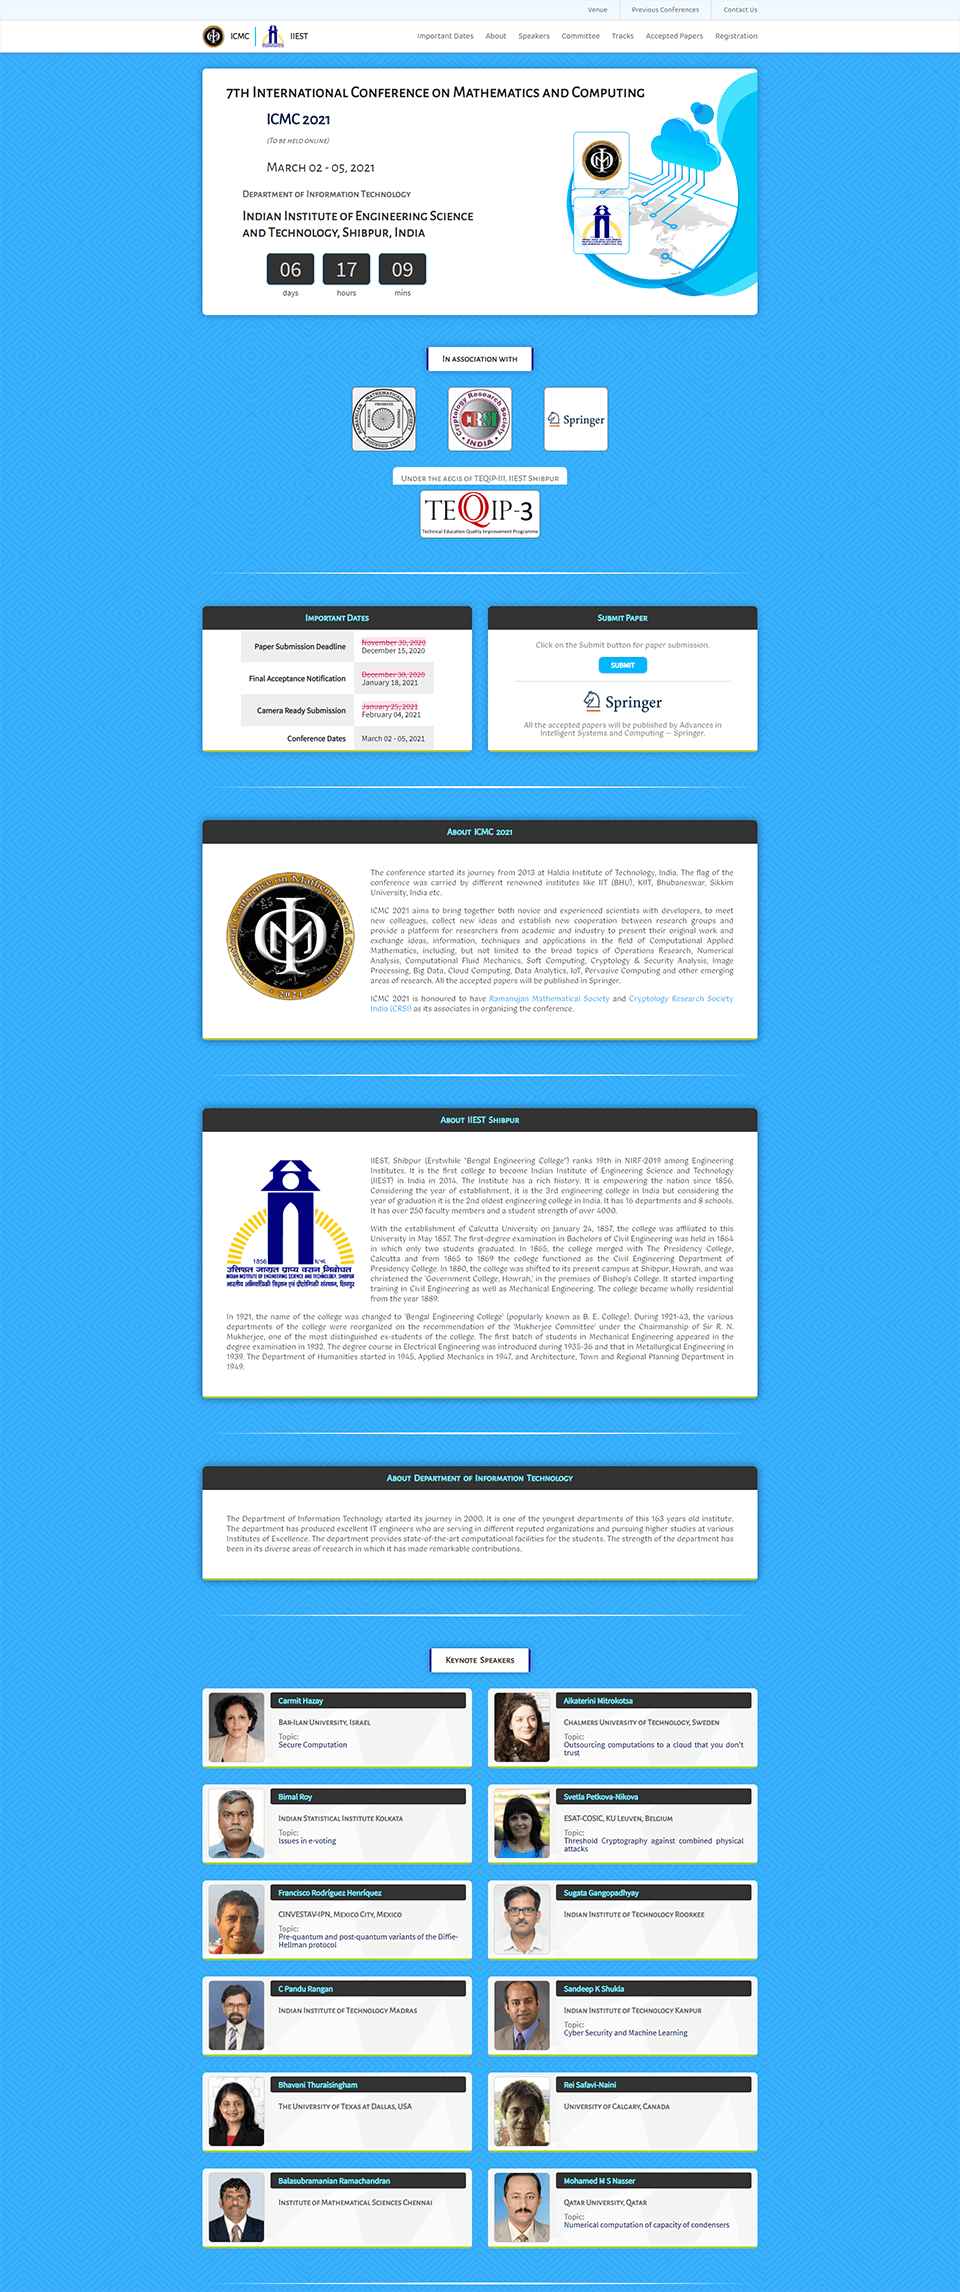 Venue
Previous Conferences
Contact Us
ICMC
IIEST
Important Dates
About
Speakers
Committee
Tracks
Accepted Papers
Registration
7th International Conference on Mathematics and Computing
ICMC 2021
(To be held online)
March 02 - 05, 2021
Department of Information Technology
Indian Institute of Engineering Science
and Technology, Shibpur, India
06
17
09
days
hours
mins
In association with
Cryptology Research Society
CRSI
INDIA
Springer
Under the aegis of TEQIP-III, IIEST Shibpur
TEQIP-3
Technical Education Quality Improvement Programme
Important Dates
Paper Submission Deadline
November 30, 2020
December 15, 2020
Final Acceptance Notification
December 30, 2020
January 18, 2021
Camera Ready Submission
January 25, 2021
February 04, 2021
Conference Dates
March 02 - 05, 2021
Submit Paper
Click on the Submit button for paper submission.
SUBMIT
Springer
All the accepted papers will be published by Advances in
Intelligent Systems and Computing – Springer.
About ICMC 2021
International Conference on Mathematics and Computing
2021
The conference started its journey from 2013 at Haldia Institute of Technology, India. The flag of the
conference was carried by different renowned institutes like IIT (BHU), KIIT, Bhubaneswar, Sikkim
University, India etc.
ICMC 2021 aims to bring together both novice and experienced scientists with developers, to meet
new colleagues, collect new ideas and establish new cooperation between research groups and
provide a platform for researchers from academic and industry to present their original work and
exchange ideas, information, techniques and applications in the field of Computational Applied
Mathematics, including, but not limited to the broad topics of Operations Research, Numerical
Analysis, Computational Fluid Mechanics, Soft Computing, Cryptology & Security Analysis, Image
Processing, Big Data, Cloud Computing, Data Analytics, IoT, Pervasive Computing and other emerging
areas of research. All the accepted papers will be published in Springer.
ICMC 2021 is honoured to have Ramanujan Mathematical Society and Cryptology Research Society
India (CRSI) as its associates in organizing the conference.
About IIEST Shibpur
1856
उत्तिष्ठत जाग्रत प्राप्य वरान निबोधत
INDIAN INSTITUTE OF ENGINEERING SCIENCE AND TECHNOLOGY, SHIBPUR
भारतीय अभियांत्रिकी विज्ञान एवं प्रौद्योगिकी संस्थान, शिबपुर
IIEST, Shibpur (Erstwhile "Bengal Engineering College") ranks 19th in NIRF-2019 among Engineering
Institutes. It is the first college to become Indian Institute of Engineering Science and Technology
(IIEST) in India in 2014. The Institute has a rich history. It is empowering the nation since 1856.
Considering the year of establishment, it is the 3rd engineering college in India but considering the
year of graduation it is the 2nd oldest engineering college in India. It has 16 departments and 8 schools.
It has over 250 faculty members and a student strength of over 4000.
With the establishment of Calcutta University on January 24, 1857, the college was affiliated to this
University in May 1857. The first-degree examination in Bachelors of Civil Engineering was held in 1864
in which only two students graduated. In 1865, the college merged with The Presidency College,
Calcutta and from 1865 to 1869 the college functioned as the Civil Engineering Department of
Presidency College. In 1880, the college was shifted to its present campus at Shibpur, Howrah, and was
christened the 'Government College, Howrah,' in the premises of Bishop's College. It started imparting
training in Civil Engineering as well as Mechanical Engineering. The college became wholly residential
from the year 1889.
In 1921, the name of the college was changed to 'Bengal Engineering College' (popularly known as B. E. College). During 1921-43, the various
departments of the college were reorganized on the recommendation of the 'Mukherjee Committee' under the Chairmanship of Sir R. N.
Mukherjee, one of the most distinguished ex-students of the college. The first batch of students in Mechanical Engineering appeared in the
degree examination in 1932. The degree course in Electrical Engineering was introduced during 1935-36 and that in Metallurgical Engineering in
1939. The Department of Humanities started in 1945, Applied Mechanics in 1947, and Architecture, Town and Regional Planning Department in
1949.
About Department of Information Technology
The Department of Information Technology started its journey in 2000. It is one of the youngest departments of this 163 years old institute.
The department has produced excellent IT engineers who are serving in different reputed organizations and pursuing higher studies at various
Institutes of Excellence. The department provides state-of-the-art computational facilities for the students. The strength of the department has
been in its diverse areas of research in which it has made remarkable contributions.
Keynote Speakers
Carmit Hazay
Bar-Ilan University, Israel
Topic:
Secure Computation
Aikaterini Mitrokotsa
Chalmers University of Technology, Sweden
Topic:
Outsourcing computations to a cloud that you don't
trust
Bimal Roy
Indian Statistical Institute Kolkata
Topic:
Issues in e-voting
Svetla Petkova-Nikova
ESAT-COSIC, KU Leuven, Belgium
Topic:
Threshold Cryptography against combined physical
attacks
Francisco Rodríguez Henríquez
CINVESTAV-IPN, Mexico City, Mexico
Topic:
Pre-quantum and post-quantum variants of the Diffie-
Hellman protocol
Sugata Gangopadhyay
Indian Institute of Technology Roorkee
C Pandu Rangan
Indian Institute of Technology Madras
Sandeep K Shukla
Indian Institute of Technology Kanpur
Topic:
Cyber Security and Machine Learning
Bhavani Thuraisingham
The University of Texas at Dallas, USA
Rei Safavi-Naini
University of Calgary, Canada
Balasubramanian Ramachandran
Institute of Mathematical Sciences Chennai
Mohamed M S Nasser
Qatar University, Qatar
Topic:
Numerical computation of capacity of condensers